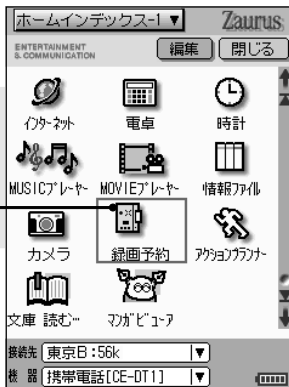 ホームインデックス-1 ▼ Zaurus
ENTERTAINMENT & COMMUNICATION 編集 閉じる
インターネット 電卓 時計
MUSICプレーヤー MOVIEプレーヤー 情報ファイル
カメラ 録画予約 アクションプランナー
文庫 読む… マンガビューア
接続先 東京B:56k ▼
機 器 携帯電話[CE-DT1] ▼